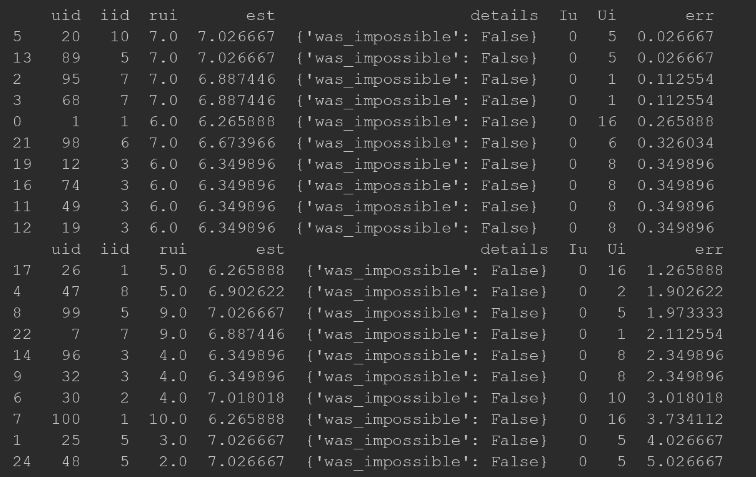 uid iid rui est details Iu Ui err
5 20 10 7.0 7.026667 {'was_impossible': False} 0 5 0.026667
13 89 5 7.0 7.026667 {'was_impossible': False} 0 5 0.026667
2 95 7 7.0 6.887446 {'was_impossible': False} 0 1 0.112554
3 68 7 7.0 6.887446 {'was_impossible': False} 0 1 0.112554
0 1 1 6.0 6.265888 {'was_impossible': False} 0 16 0.265888
21 98 6 7.0 6.673966 {'was_impossible': False} 0 6 0.326034
19 12 3 6.0 6.349896 {'was_impossible': False} 0 8 0.349896
16 74 3 6.0 6.349896 {'was_impossible': False} 0 8 0.349896
11 49 3 6.0 6.349896 {'was_impossible': False} 0 8 0.349896
12 19 3 6.0 6.349896 {'was_impossible': False} 0 8 0.349896
uid iid rui est details Iu Ui err
17 26 1 5.0 6.265888 {'was_impossible': False} 0 16 1.265888
4 47 8 5.0 6.902622 {'was_impossible': False} 0 2 1.902622
8 99 5 9.0 7.026667 {'was_impossible': False} 0 5 1.973333
22 7 7 9.0 6.887446 {'was_impossible': False} 0 1 2.112554
14 96 3 4.0 6.349896 {'was_impossible': False} 0 8 2.349896
9 32 3 4.0 6.349896 {'was_impossible': False} 0 8 2.349896
6 30 2 4.0 7.018018 {'was_impossible': False} 0 10 3.018018
7 100 1 10.0 6.265888 {'was_impossible': False} 0 16 3.734112
1 25 5 3.0 7.026667 {'was_impossible': False} 0 5 4.026667
24 48 5 2.0 7.026667 {'was_impossible': False} 0 5 5.026667